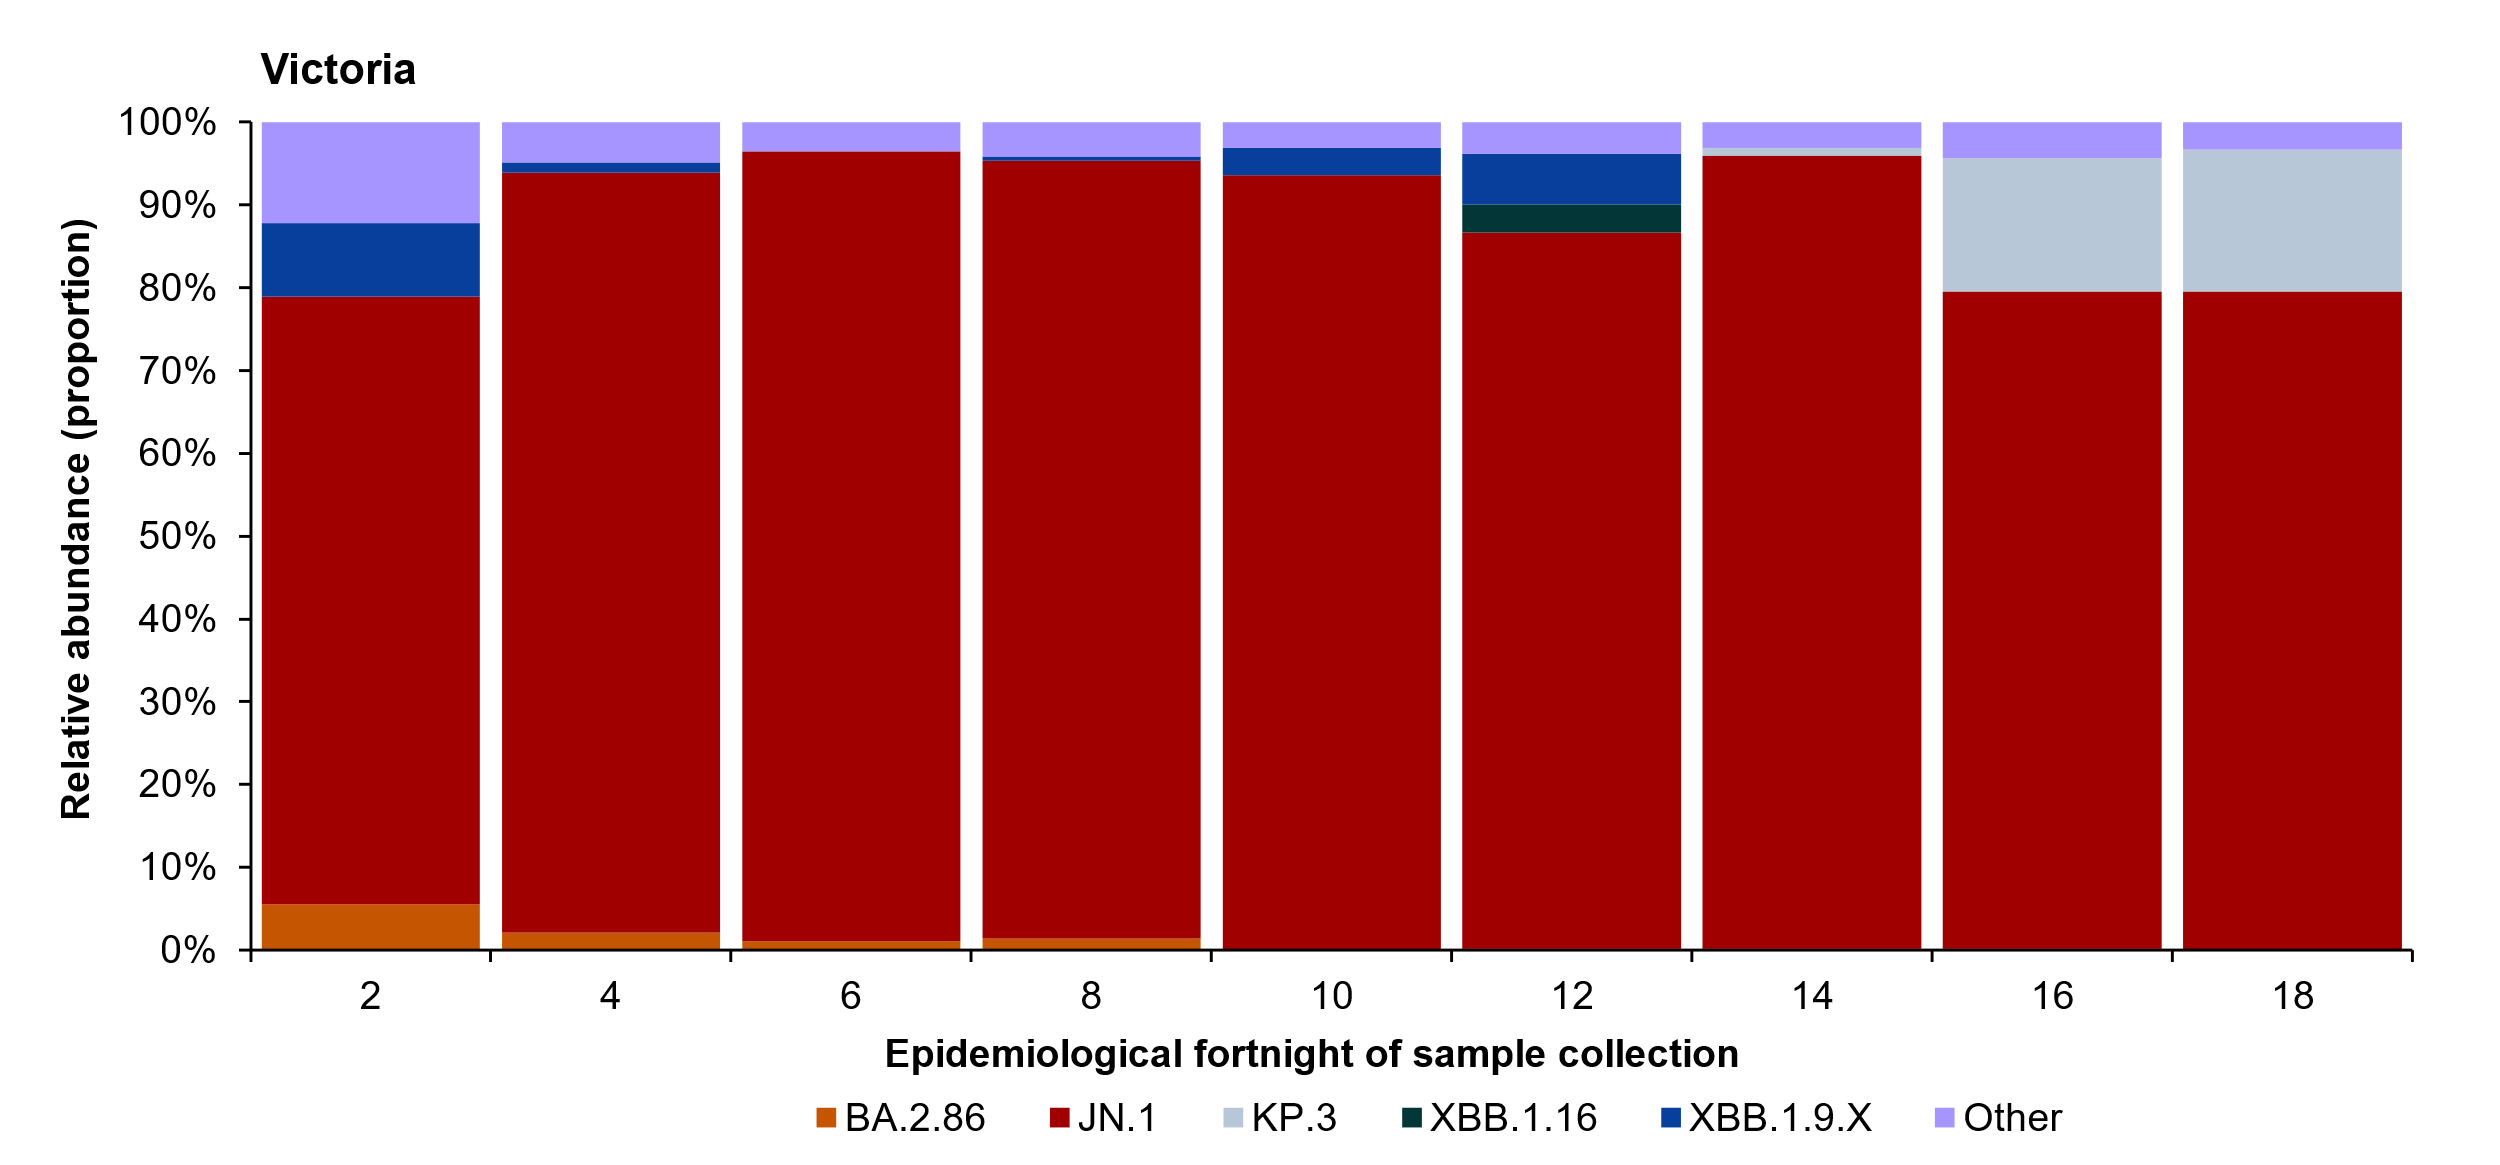 Victoria
100%
90%
80%
70%
60%
50%
40%
30%
20%
10%
0%
Relative abundance (proportion)
2 4 6 8 10 12 14 16 18
Epidemiological fortnight of sample collection
BA.2.86 JN.1 KP.3 XBB.1.16 XBB.1.9.X Other